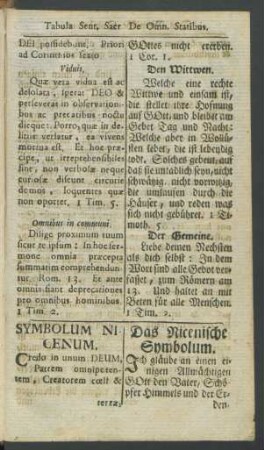 Tabula Sent. Sacr De Omn. Statibus.
DEI possidebunt, Priori
ad Corinthios sexto
Viduis.
Quæ vera vidua est ac
desolata, sperat DEO &
perseverat in observationi-
bus ac precatibus noctu
dieque: Porro, quæ in de-
litiis versatur, ea vivens
mortua est. Et hoc præ-
cipe, ut irreprehensibiles
sine, non verbosæ neque
curiosæ discurrentes circuire
domos, loquentes quæ
non oportet, 1 Tim. 5.
Omnibus in communi.
Diliges proximum tuum
sicut te ipsum: In hoc ser-
mone omnia præcepta
summatim comprehendun-
tur, Rom. 13. Et ante
omnia fiant deprecationes
pro omnibus hominibus
1 Tim. 2.
SYMBOLUM NI
CENUM.
Credo in unum DEUM,
Patrem omnipoten-
tem, Creatorem cœli &
terræ,
GOttes nicht ererben.
1 Cor. 1.
Den Wittwen.
Welche eine rechte
Wittwe und einsam ist,
die stellet ihre Hofnung
auf GOtt, und bleibet am
Gebet Tag und Nacht:
Welche aber in Wollü-
sten lebet, die ist lebendig
todt. Solches gebeut, auf
daß sie untadlich seyn, nicht
schwätzig, nicht vorwitzig,
nicht umlaufen durch die
Häuser, und reden was
sich nicht gebühret. 1 Ti-
moth. 5.
Der Gemeine.
Liebe deinen Nechsten
als dich selbst: In dem
Wort sind alle Gebot ver-
fasset, zum Römern am
13. Und haltet an mit
Beten für alle Menschen.
1 Tim. 2.
Das Nicenische
Symbolum.
Ich gläube an einen ei-
nigen Allmächtigen
GOtt den Vater, Schö-
pfer Himmels und der Er-
den